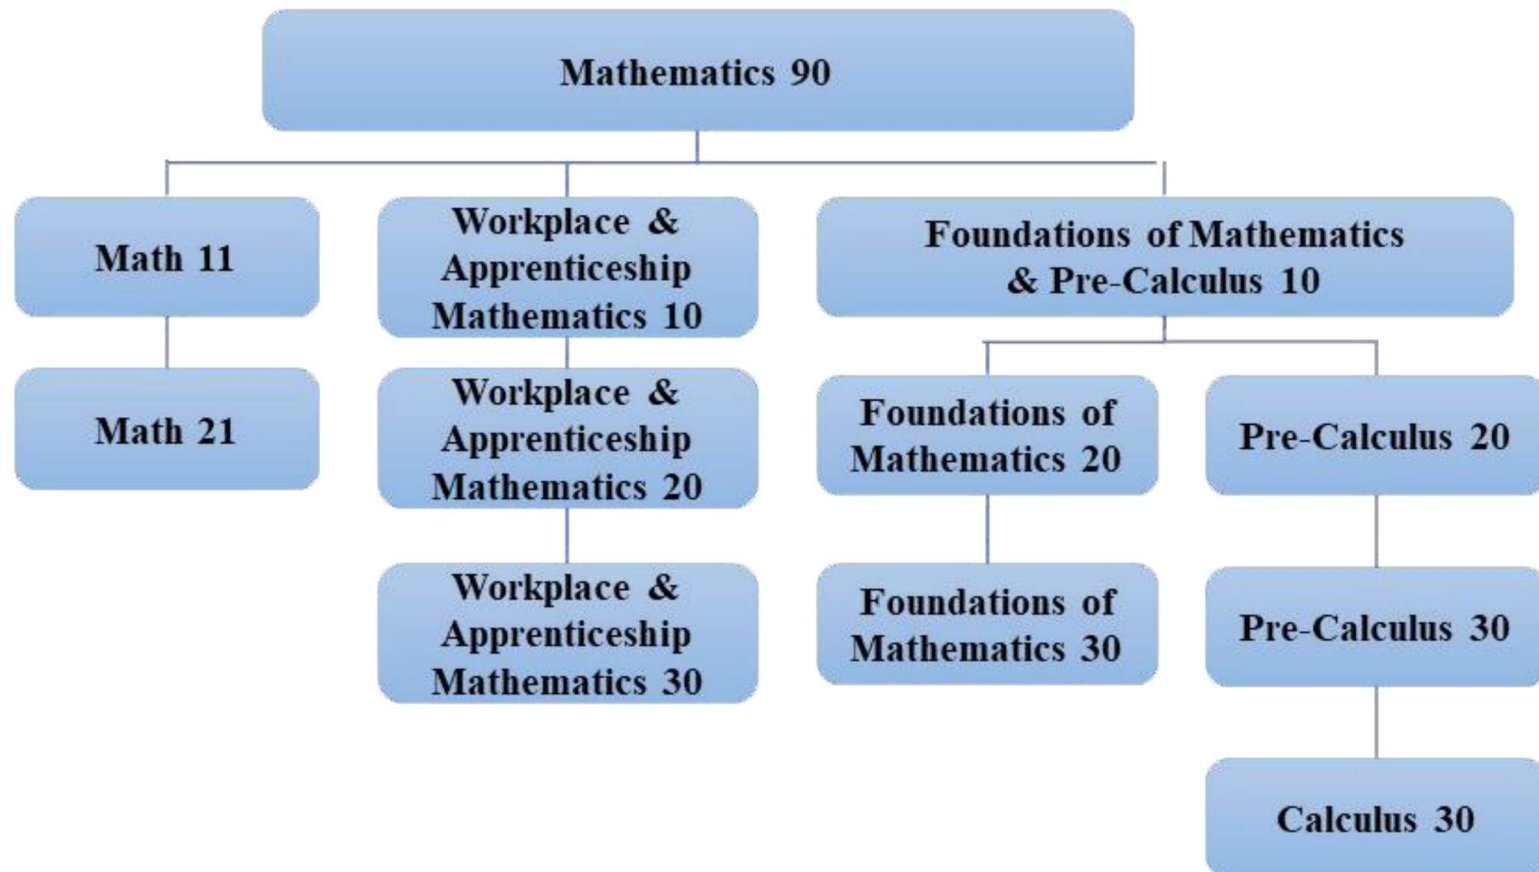 Mathematics 90
Math 11
Workplace &
Apprenticeship
Mathematics 10
Foundations of Mathematics
& Pre-Calculus 10
Math 21
Workplace &
Apprenticeship
Mathematics 20
Foundations of
Mathematics 20
Pre-Calculus 20
Workplace &
Apprenticeship
Mathematics 30
Foundations of
Mathematics 30
Pre-Calculus 30
Calculus 30